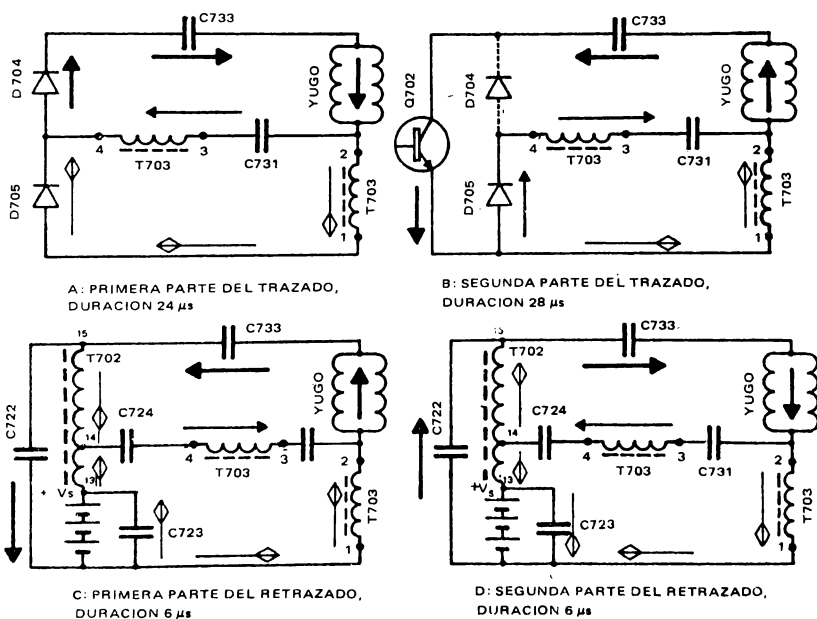 C733
D704
YUGO
4
3
T703
C731
2
D705
T703
1
A: PRIMERA PARTE DEL TRAZADO,
DURACION 24 µs
C733
Q702
D704
YUGO
4
3
T703
C731
2
D705
T703
1
B: SEGUNDA PARTE DEL TRAZADO,
DURACION 28 µs
15
C733
T702
YUGO
C722
C724
14
4
3
T703
2
13
+ Vs
T703
C723
1
C: PRIMERA PARTE DEL RETRAZADO,
DURACION 6 µs
15
C733
T702
YUGO
C722
C724
14
4
3
T703
C731
2
13
+Vs
T703
C723
1
D: SEGUNDA PARTE DEL RETRAZADO,
DURACION 6 µs